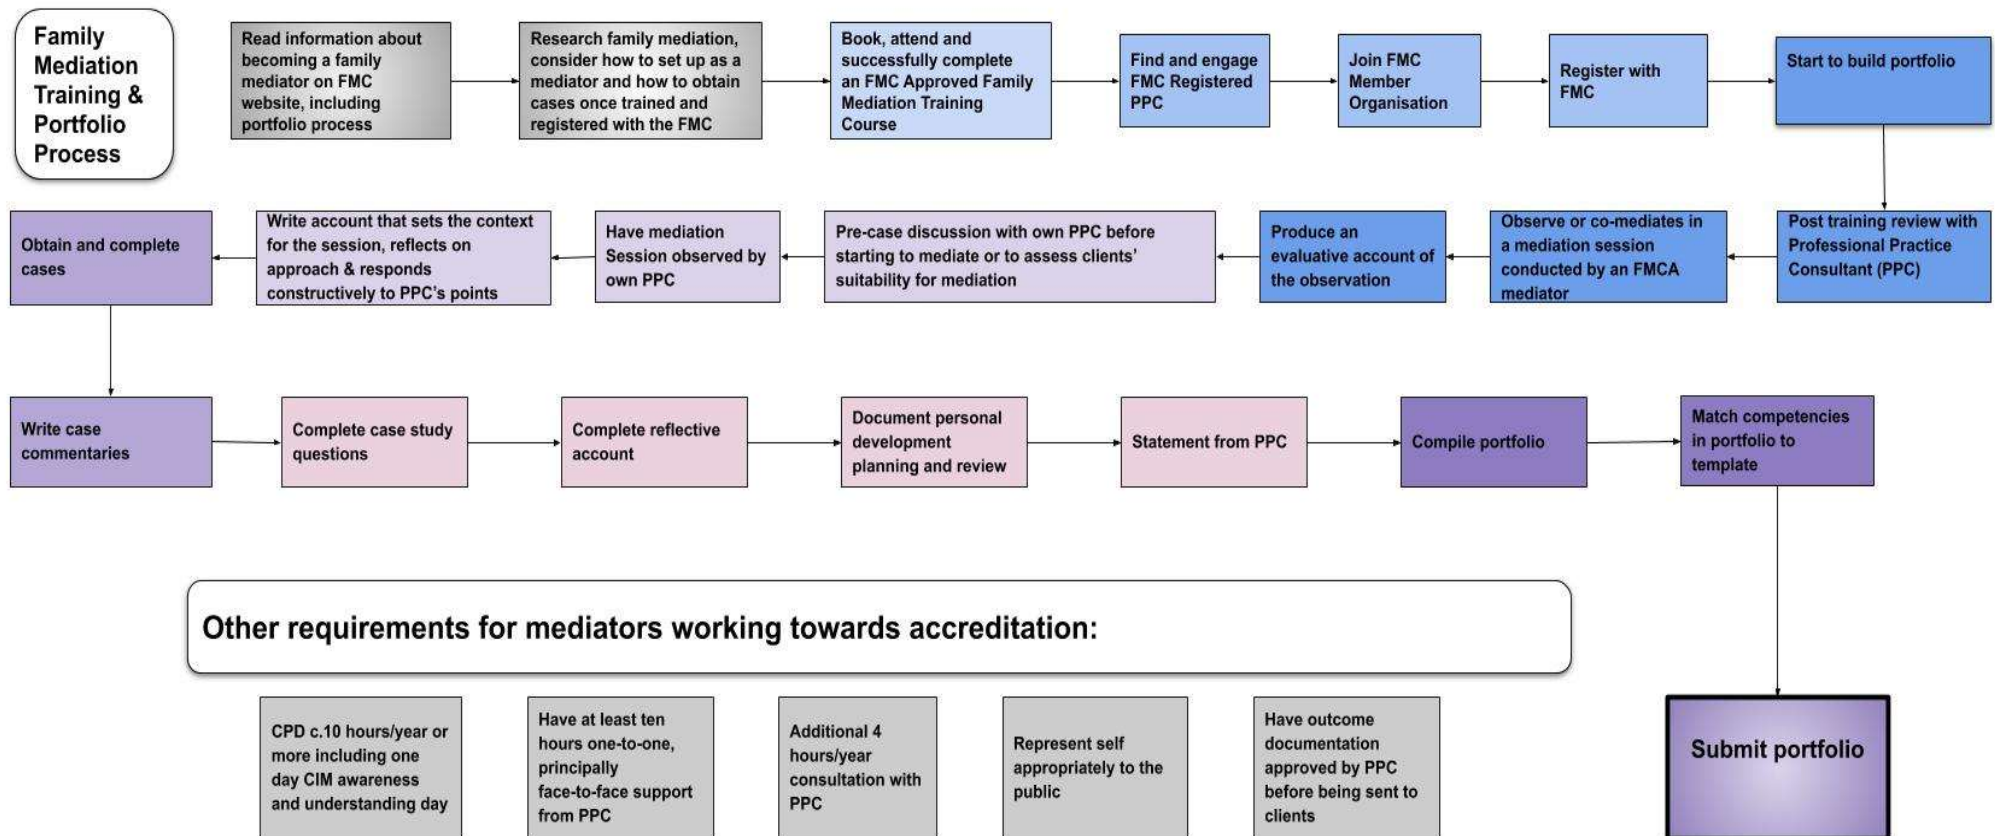 Family
Mediation
Training &
Portfolio
Process
Read information about
becoming a family
mediator on FMC
website, including
portfolio process
Research family mediation,
consider how to set up as a
mediator and how to obtain
cases once trained and
registered with the FMC
Book, attend and
successfully complete
an FMC Approved Family
Mediation Training
Course
Find and engage
FMC Registered
PPC
Join FMC
Member
Organisation
Register with
FMC
Start to build portfolio
Post training review with
Professional Practice
Consultant (PPC)
Observe or co-mediates in
a mediation session
conducted by an FMCA
mediator
Produce an
evaluative account of
the observation
Pre-case discussion with own PPC before
starting to mediate or to assess clients'
suitability for mediation
Have mediation
Session observed by
own PPC
Write account that sets the context
for the session, reflects on
approach & responds
constructively to PPC's points
Obtain and complete
cases
Write case
commentaries
Complete case study
questions
Complete reflective
account
Document personal
development
planning and review
Statement from PPC
Compile portfolio
Match competencies
in portfolio to
template
Submit portfolio
Other requirements for mediators working towards accreditation:
CPD c.10 hours/year or
more including one
day CIM awareness
and understanding day
Have at least ten
hours one-to-one,
principally
face-to-face support
from PPC
Additional 4
hours/year
consultation with
PPC
Represent self
appropriately to the
public
Have outcome
documentation
approved by PPC
before being sent to
clients